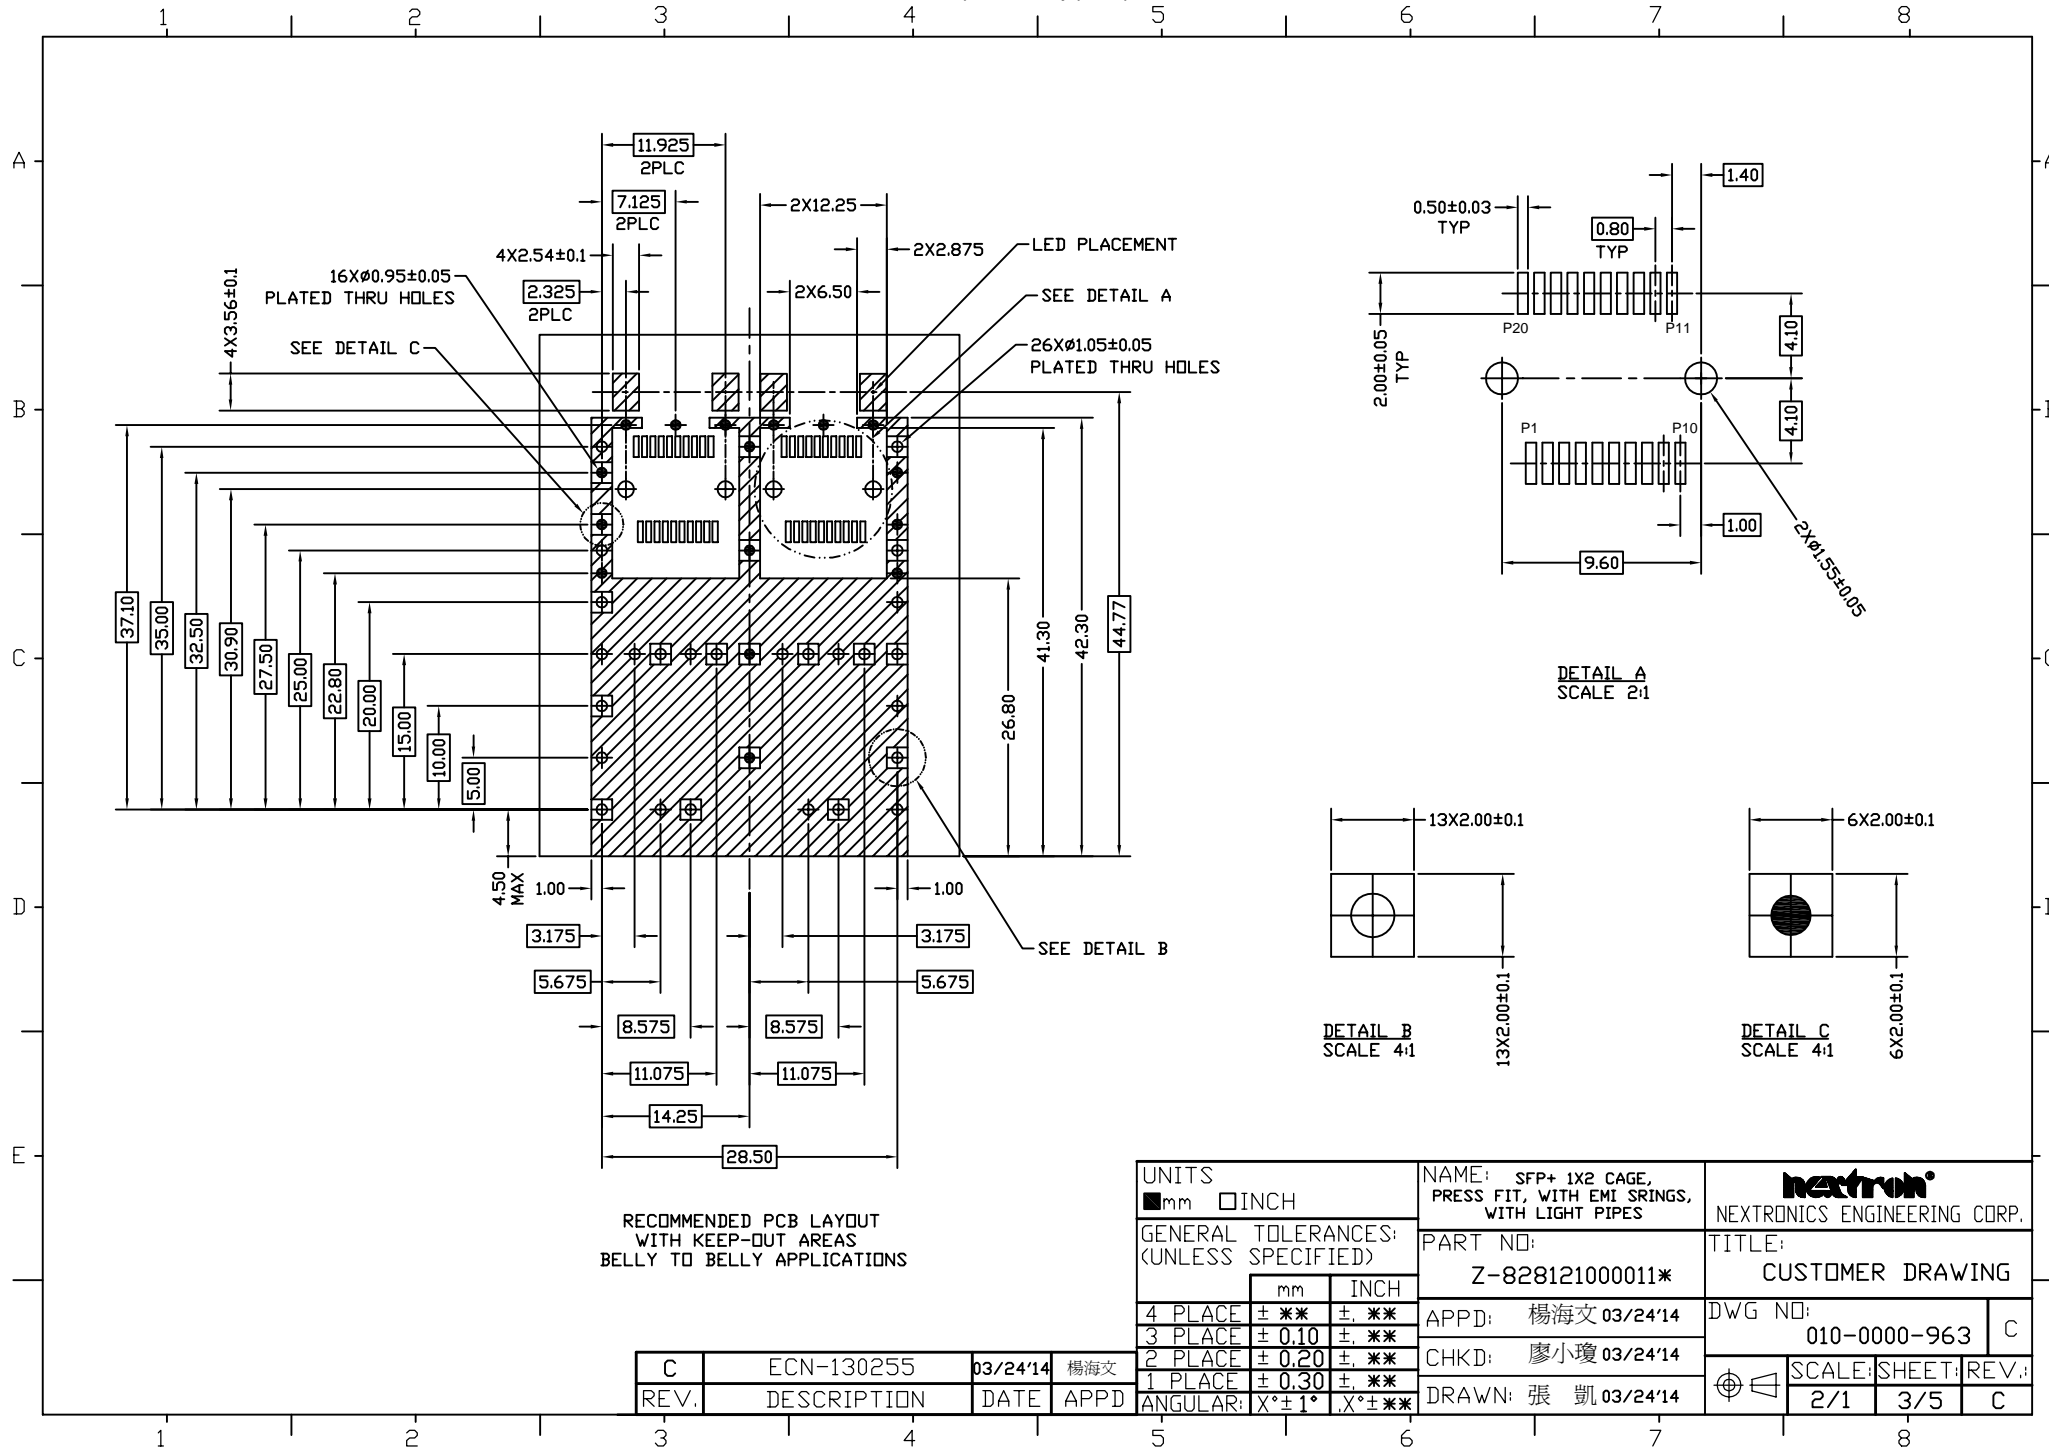 1 2 3 4 5 6 7 8
A
B
C
D
E
11.925
2PLC
7.125
2PLC
2X12.25
4X2.54±0.1
2X2.875
LED PLACEMENT
16XØ0.95±0.05
PLATED THRU HOLES
2.325
2PLC
2X6.50
SEE DETAIL A
4X3.56±0.1
SEE DETAIL C
26XØ1.05±0.05
PLATED THRU HOLES
37.10
35.00
32.50
30.90
27.50
25.00
22.80
20.00
15.00
10.00
5.00
4.50
MAX
26.80
41.30
42.30
44.77
1.00
1.00
3.175
3.175
SEE DETAIL B
5.675
5.675
8.575
8.575
11.075
11.075
14.25
28.50
RECOMMENDED PCB LAYOUT
WITH KEEP-OUT AREAS
BELLY TO BELLY APPLICATIONS
1.40
0.50±0.03
TYP
0.80
TYP
P20
P11
2.00±0.05
TYP
4.10
4.10
P1
P10
1.00
9.60
2XØ1.55±0.05
DETAIL A
SCALE 2:1
13X2.00±0.1
13X2.00±0.1
DETAIL B
SCALE 4:1
6X2.00±0.1
6X2.00±0.1
DETAIL C
SCALE 4:1
UNITS
mm INCH
GENERAL TOLERANCES:
(UNLESS SPECIFIED)
mm INCH
4 PLACE ± ** ±. **
3 PLACE ± 0.10 ±. **
2 PLACE ± 0.20 ±. **
1 PLACE ± 0.30 ±. **
ANGULAR: X°± 1° .X°± **
NAME: SFP+ 1X2 CAGE,
PRESS FIT, WITH EMI SRINGS,
WITH LIGHT PIPES
PART NO:
Z-828121000011*
APPD: 楊海文 03/24'14
CHKD: 廖小瓊 03/24'14
DRAWN: 張 凱 03/24'14
nextron®
NEXTRONICS ENGINEERING CORP.
TITLE:
CUSTOMER DRAWING
DWG NO:
010-0000-963 C
SCALE: SHEET: REV.:
2/1 3/5 C
C ECN-130255 03/24'14 楊海文
REV. DESCRIPTION DATE APPD
1 2 3 4 5 6 7 8